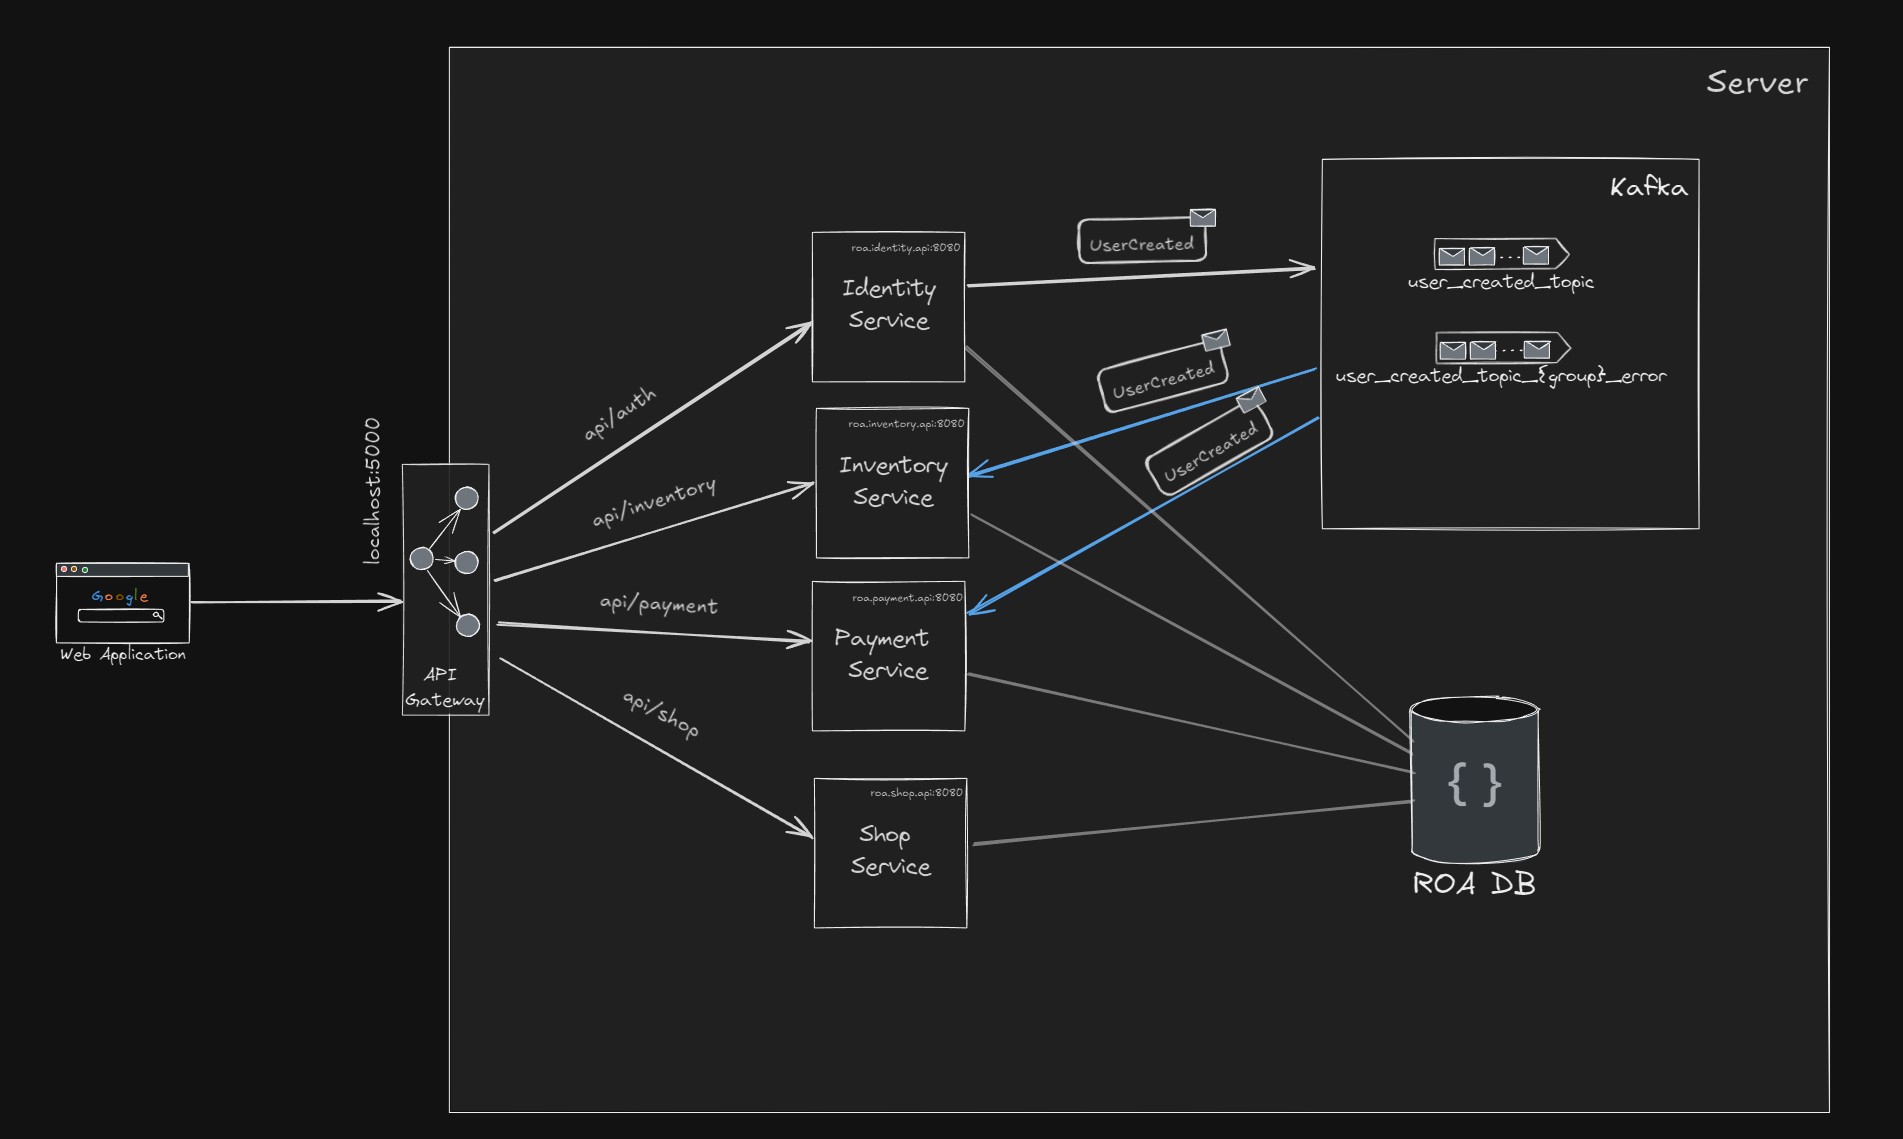 Server
Kafka
user_created_topic
user_created_topic_{group}_error
UserCreated
UserCreated
UserCreated
roa.identity.api:8080
Identity
Service
roa.inventory.api:8080
Inventory
Service
roa.payment.api:8080
Payment
Service
roa.shop.api:8080
Shop
Service
api/auth
api/inventory
api/payment
api/shop
localhost:5000
API
Gateway
Google
Web Application
{ }
ROA DB